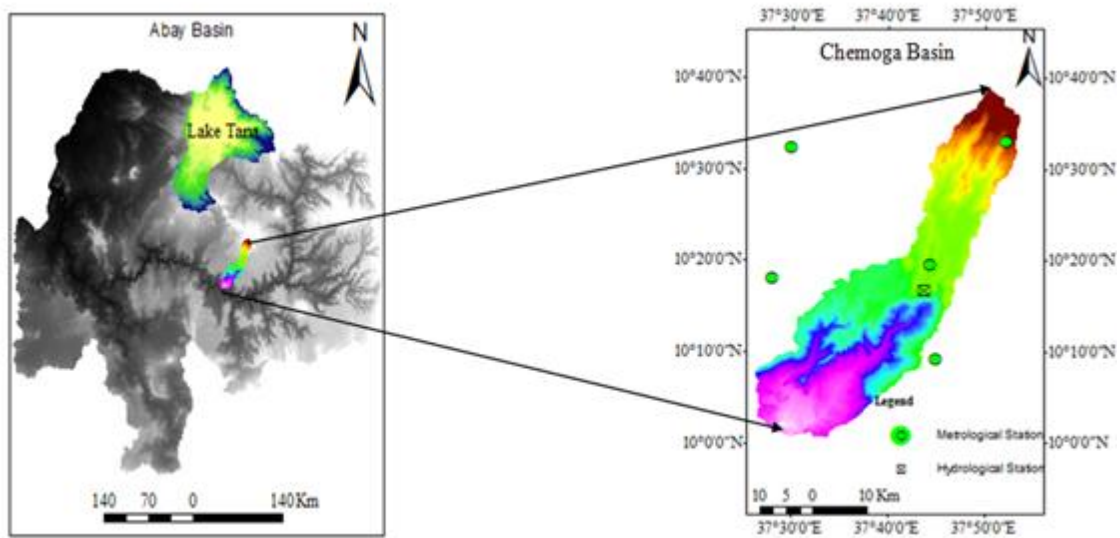 Abay Basin
N
Lake Tana
140 70 0 140 Km
37°30'0"E 37°40'0"E 37°50'0"E
Chemoga Basin
N
10°40'0"N 10°40'0"N
10°30'0"N 10°30'0"N
10°20'0"N 10°20'0"N
10°10'0"N 10°10'0"N
10°0'0"N 10°0'0"N
Legend
Metrological Station
Hydrological Station
10 5 0 10 Km
37°30'0"E 37°40'0"E 37°50'0"E